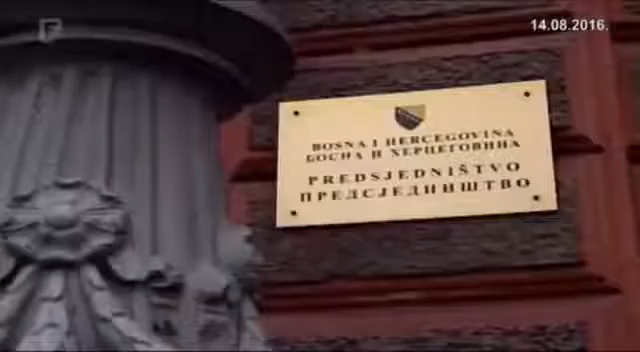 14.08.2016.
BOSNA I HERCEGOVINA
БОСНА И ХЕРЦЕГОВИНА
PREDSJEDNIŠTVO
ПРЕДСЈЕДНИШТВО